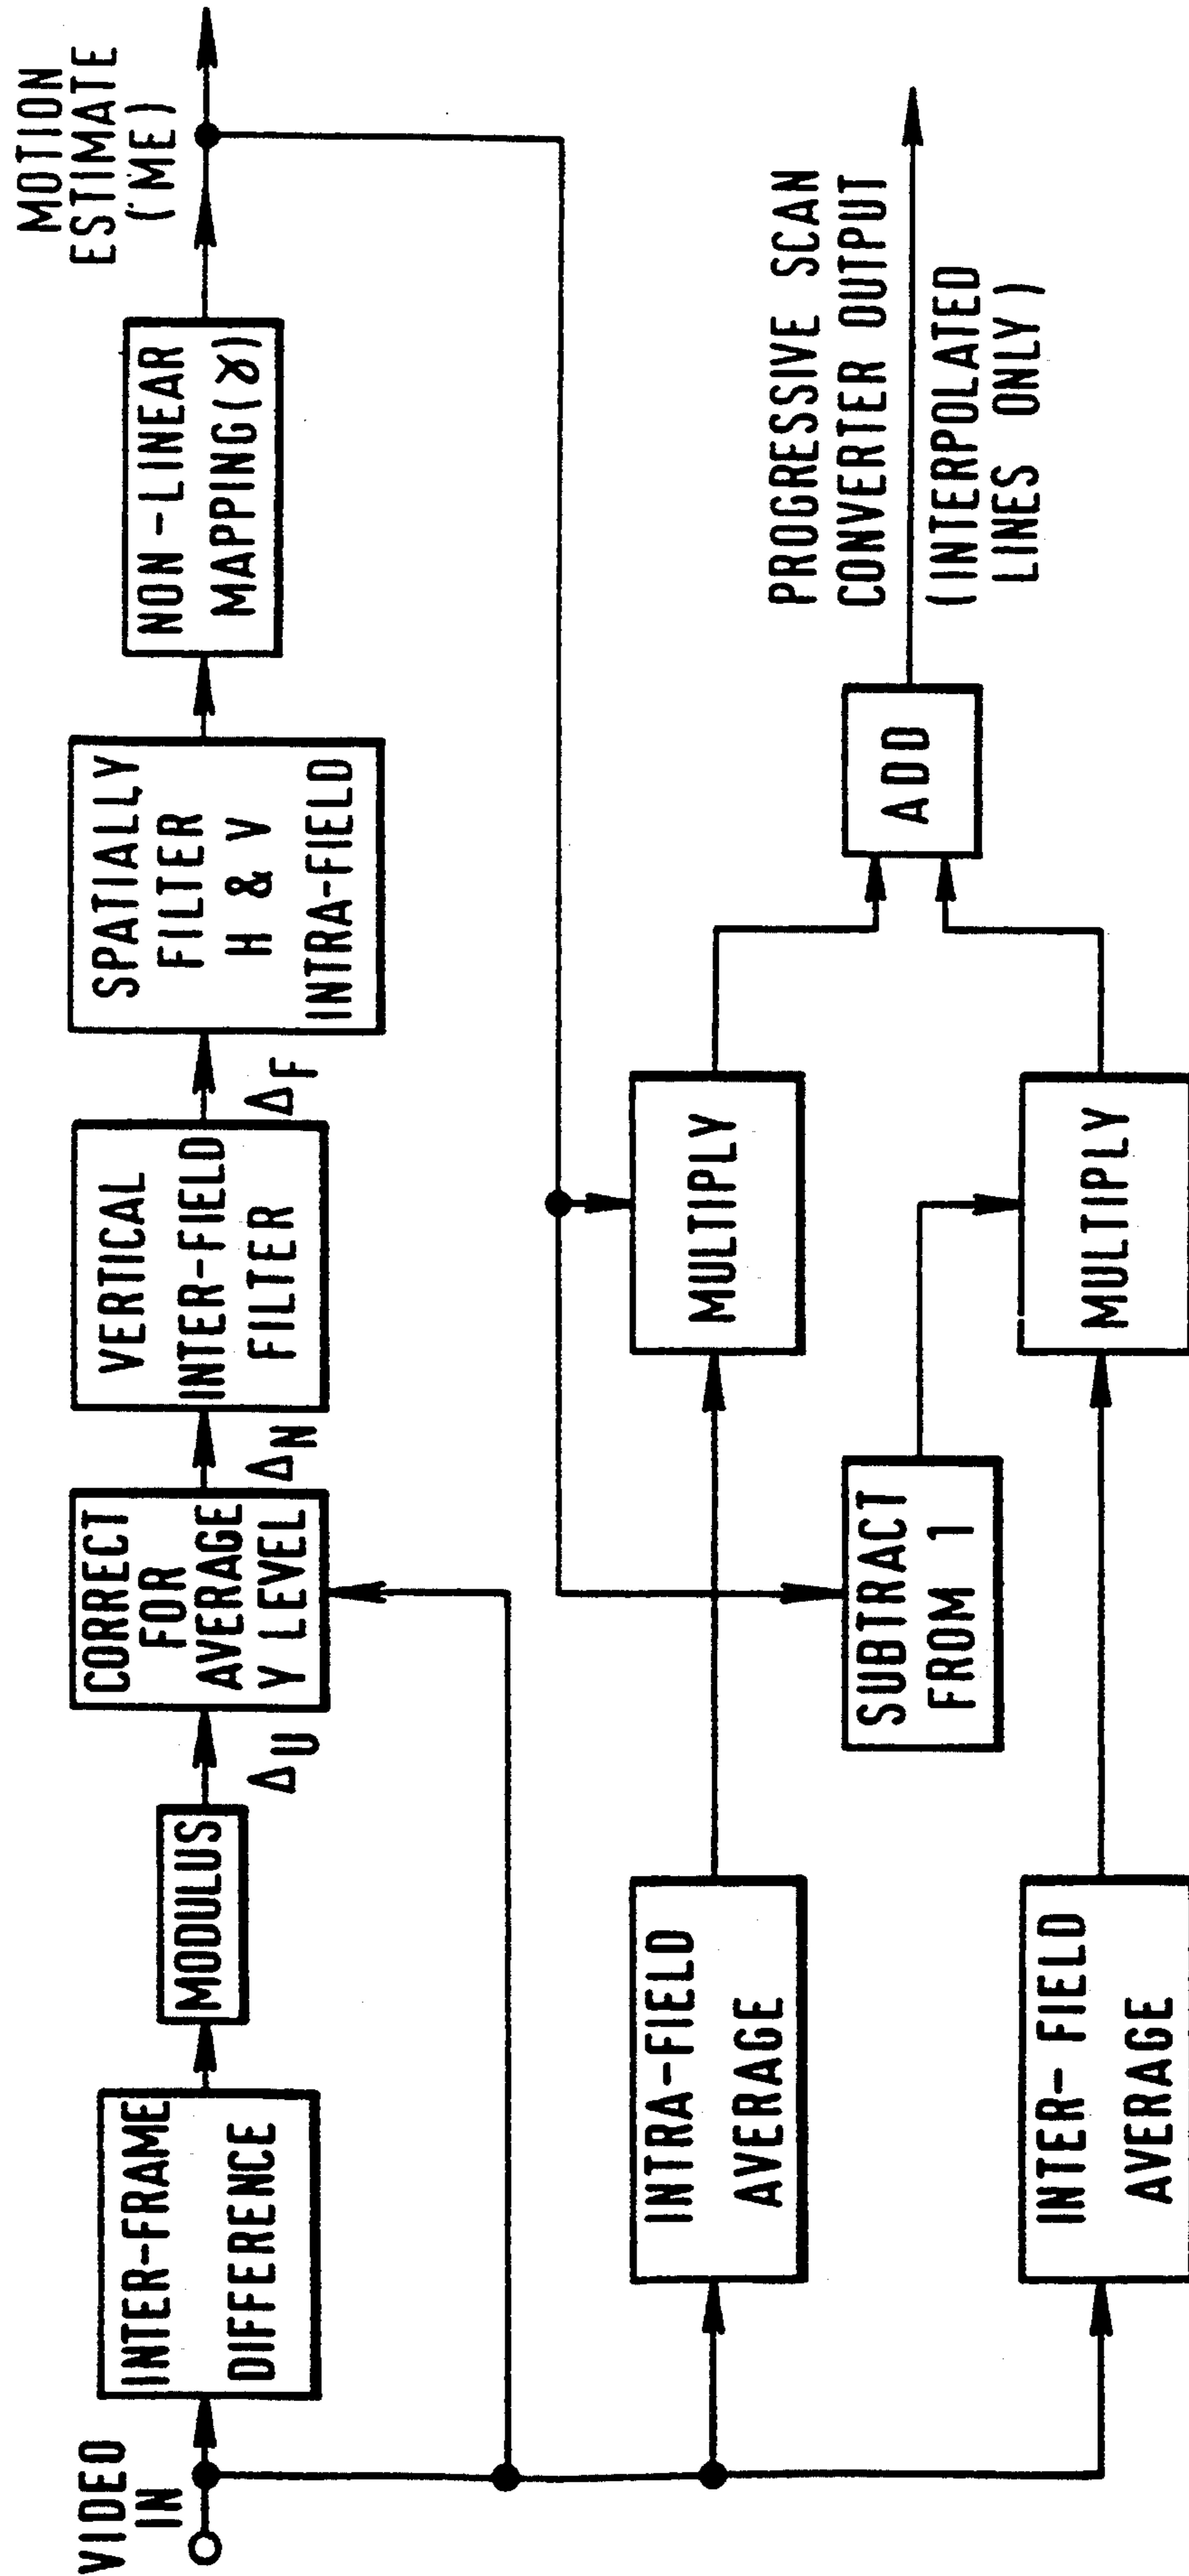 VIDEO
IN
INTER-FRAME
DIFFERENCE
MODULUS
ΔU
CORRECT
FOR
AVERAGE
Y LEVEL
ΔN
VERTICAL
INTER-FIELD
FILTER
ΔF
SPATIALLY
FILTER
H & V
INTRA-FIELD
NON-LINEAR
MAPPING(γ)
MOTION
ESTIMATE
(ME)
INTRA-FIELD
AVERAGE
MULTIPLY
SUBTRACT
FROM 1
INTER-FIELD
AVERAGE
MULTIPLY
ADD
PROGRESSIVE SCAN
CONVERTER OUTPUT
(INTERPOLATED
LINES ONLY)